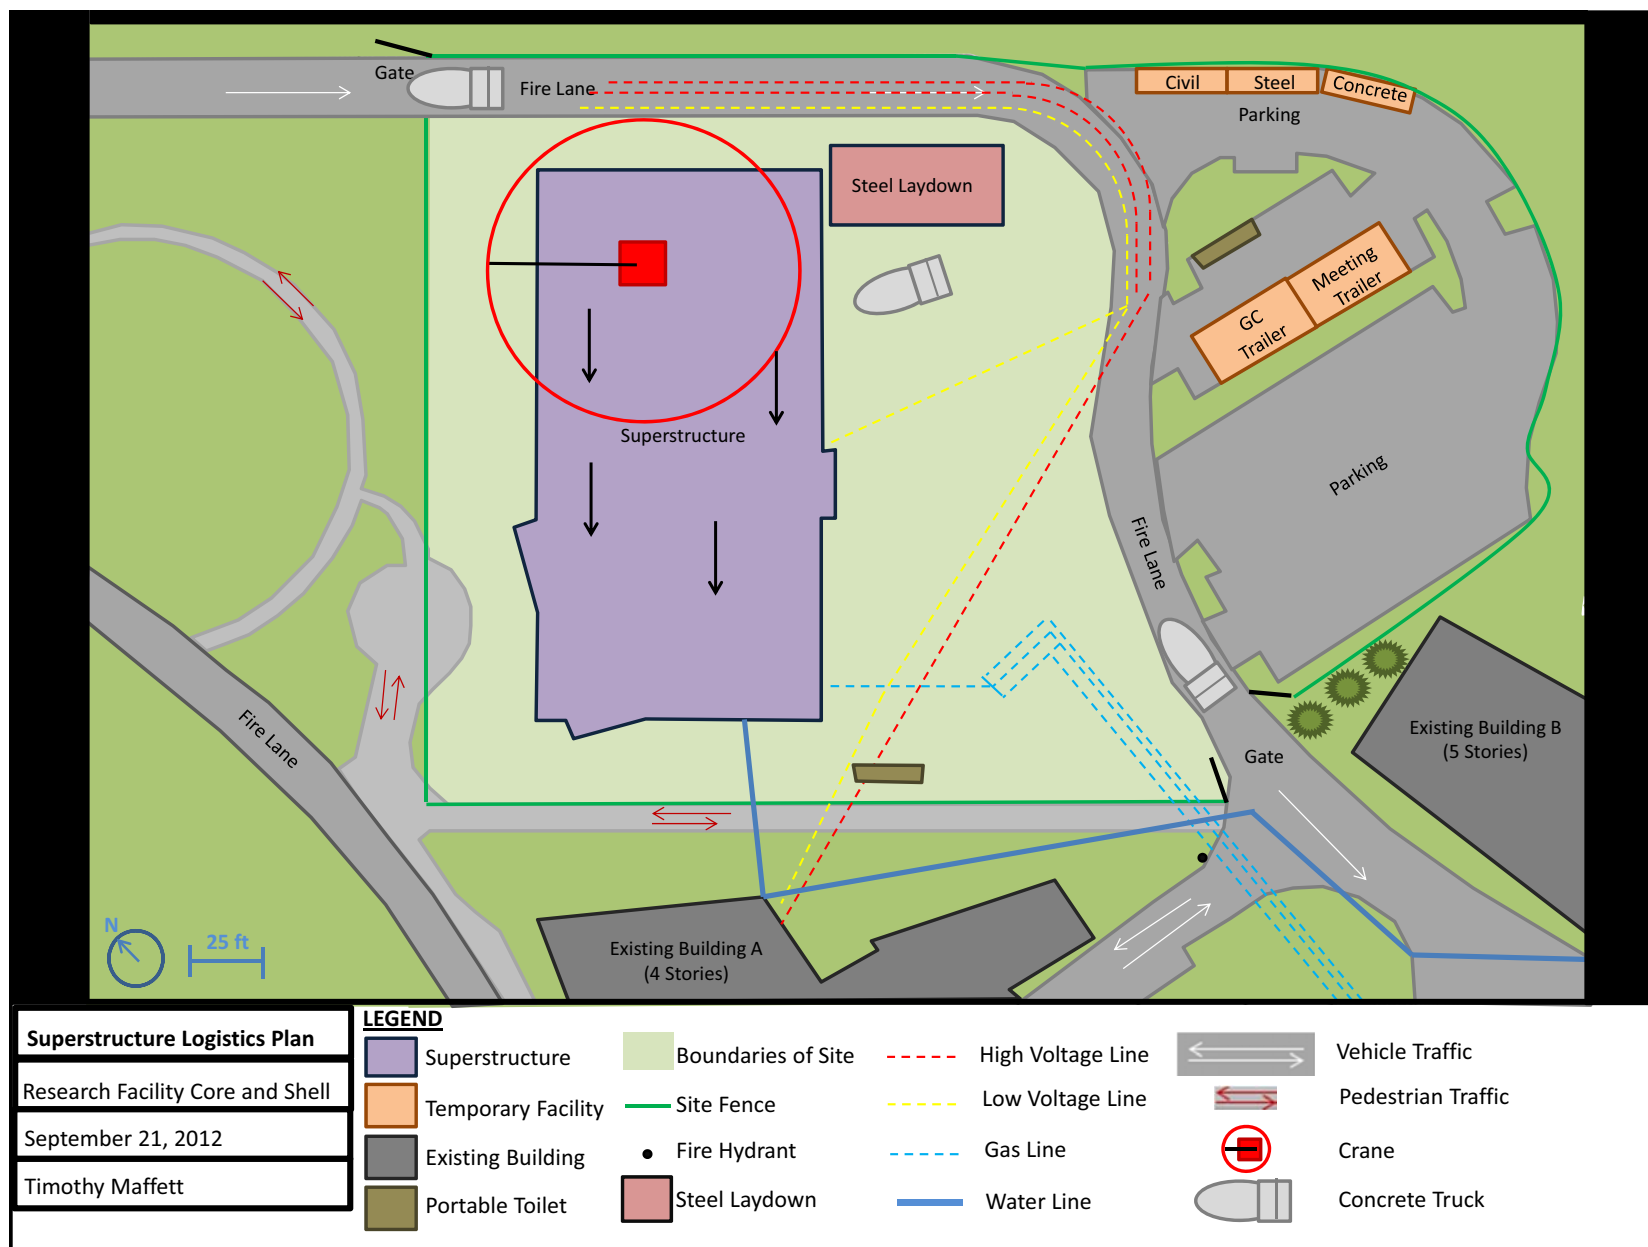 Gate
Fire Lane
Civil
Steel
Concrete
Parking
Steel Laydown
Meeting
Trailer
GC
Trailer
Superstructure
Parking
Fire Lane
Fire Lane
Gate
Existing Building B
(5 Stories)
N
25 ft
Existing Building A
(4 Stories)
Superstructure Logistics Plan
Research Facility Core and Shell
September 21, 2012
Timothy Maffett
LEGEND
Superstructure
Temporary Facility
Existing Building
Portable Toilet
Boundaries of Site
Site Fence
Fire Hydrant
Steel Laydown
High Voltage Line
Low Voltage Line
Gas Line
Water Line
Vehicle Traffic
Pedestrian Traffic
Crane
Concrete Truck